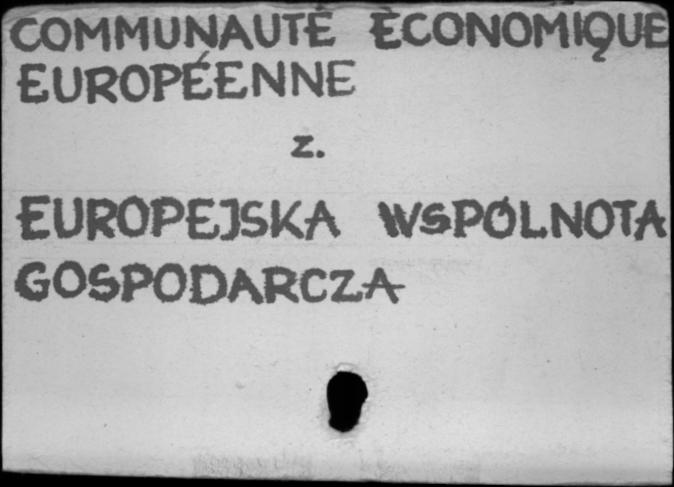 COMMUNAUTÉ ÉCONOMIQUE
EUROPÉENNE
z.
EUROPEJSKA WSPÓLNOTA
GOSPODARCZA